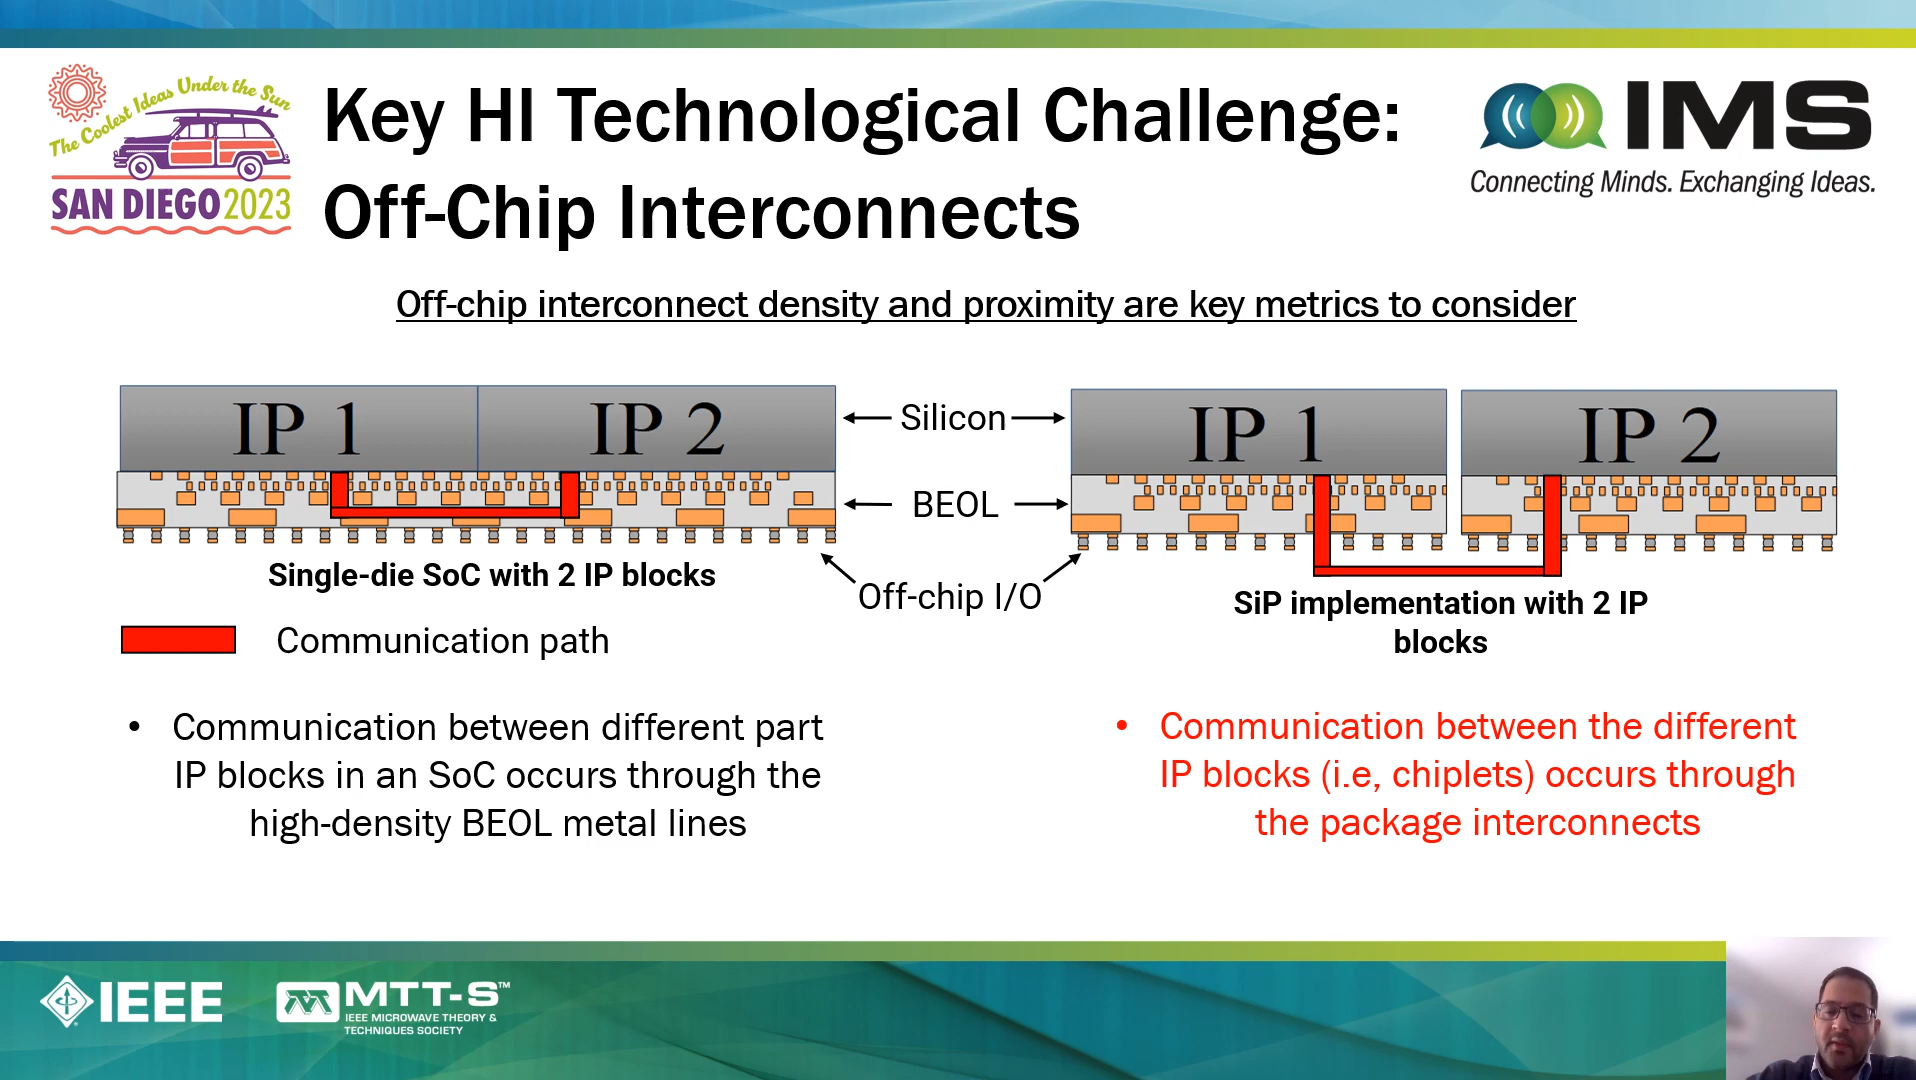 The Coolest Ideas Under the Sun
SAN DIEGO 2023
Key HI Technological Challenge:
Off-Chip Interconnects
IMS
Connecting Minds. Exchanging Ideas.
Off-chip interconnect density and proximity are key metrics to consider
IP 1
IP 2
Silicon
IP 1
IP 2
BEOL
Off-chip I/O
Single-die SoC with 2 IP blocks
SiP implementation with 2 IP
blocks
Communication path
• Communication between different part
IP blocks in an SoC occurs through the
high-density BEOL metal lines
• Communication between the different
IP blocks (i.e, chiplets) occurs through
the package interconnects
IEEE
MTT-S™
IEEE MICROWAVE THEORY &
TECHNIQUES SOCIETY